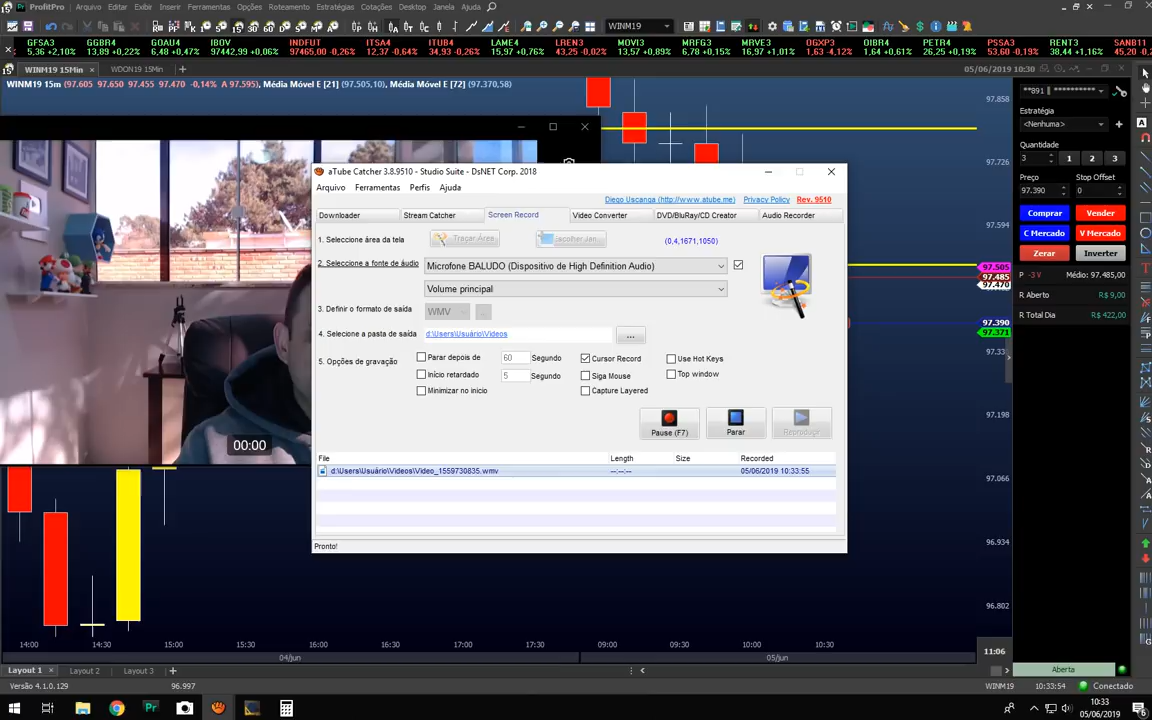 ProfitPro Arquivo Editar Exibir Inserir Ferramentas Opções Roteamento Estratégias Cotações Desktop Janela Ajuda
WINM19
GFSA3 GGBR4 GOAU4 IBOV INDFUT ITSA4 ITUB4 LAME4 LREN3 MOVI3 MRFG3 MRVE3 OGXP3 OIBR4 PETR4 PSSA3 RENT3 SANB11
5,36 +2,10% 13,89 +0,22% 6,48 +0,47% 97442,99 +0,06% 97405,00 -0,26% 12,37 -0,64% 34,93 -0,31% 15,97 +0,76% 43,25 -0,02% 13,57 +0,89% 6,78 +0,15% 16,97 +1,01% 1,63 -4,12% 1,64 +0,61% 26,25 +0,19% 53,60 -0,19% 38,44 +1,16% 45,20
WINM19 15Min WDON19 15Min 05/06/2019 10:30
WINM19 15m (97.605 97.650 97.455 97.470 -0,14% A 97.595), Média Móvel E [21] (97.505,10), Média Móvel E [72] (97.370,58)
97.858
97.726
97.594
97.505
97.485
97.470
97.390
97.371
97.33
97.198
97.066
96.934
96.802
**891 | **********
Estratégia
<Nenhuma>
Quantidade
3 1 2 3
Preço Stop Offset
97.390 0
Comprar Vender
C Mercado V Mercado
Zerar Inverter
P -3 V Médio: 97.485,00
R Aberto R$ 9,00
R Total Dia R$ 422,00
Aberta
00:00
aTube Catcher 3.8.9510 - Studio Suite - DsNET Corp. 2018
Arquivo Ferramentas Perfis Ajuda
Diego Uscanga (http://www.atube.me) Privacy Policy Rev. 9510
Downloader Stream Catcher Screen Record Video Converter DVD/BluRay/CD Creator Audio Recorder
1. Seleccione área da tela Traçar Área Escolher Jan... (0,4,1671,1050)
2. Seleccione a fonte de áudio Microfone BALUDO (Dispositivo de High Definition Audio)
Volume principal
3. Definir o formato de saída WMV ...
4. Selecione a pasta de saída d:\Users\Usuário\Videos ...
5. Opções de gravação Parar depois de 60 Segundo Cursor Record Use Hot Keys
Início retardado 5 Segundo Siga Mouse Top window
Minimizar no início Capture Layered
Pause (F7) Parar Reproduzir
File Length Size Recorded
d:\Users\Usuário\Videos\Video_1559730835.wmv --:--:-- 05/06/2019 10:33:55
Pronto!
14:00 14:30 15:00 15:30 16:00 16:30 17:00 17:30 09:00 09:30 10:00 10:30
04/jun 05/jun
11:06
Layout 1 Layout 2 Layout 3
Versão 4.1.0.129 96.997 WINM19 10:33:54 Conectado
10:33
05/06/2019
6